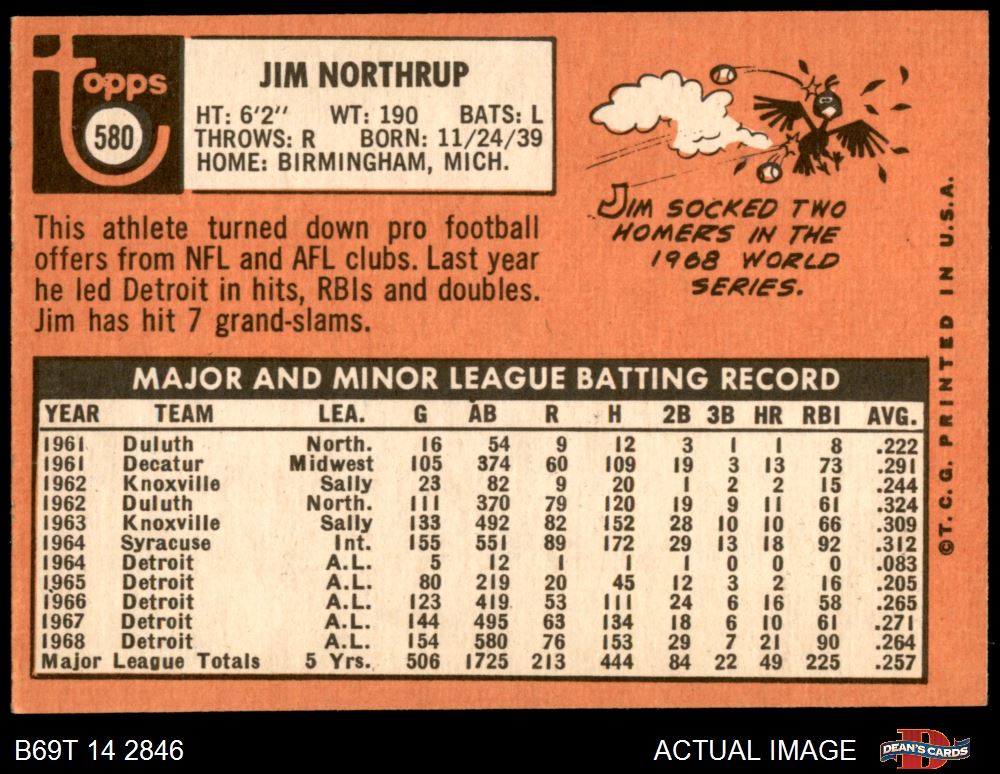 Topps
580
JIM NORTHRUP
HT: 6'2" WT: 190 BATS: L
THROWS: R BORN: 11/24/39
HOME: BIRMINGHAM, MICH.
This athlete turned down pro football
offers from NFL and AFL clubs. Last year
he led Detroit in hits, RBIs and doubles.
Jim has hit 7 grand-slams.
JIM SOCKED TWO
HOMERS IN THE
1968 WORLD
SERIES.
MAJOR AND MINOR LEAGUE BATTING RECORD
YEAR TEAM LEA. G AB R H 2B 3B HR RBI AVG.
1961 Duluth North. 16 54 9 12 3 1 1 8 .222
1961 Decatur Midwest 105 374 60 109 19 3 13 73 .291
1962 Knoxville Sally 23 82 9 20 1 2 2 15 .244
1962 Duluth North. 111 370 79 120 19 9 11 61 .324
1963 Knoxville Sally 133 492 82 152 28 10 10 66 .309
1964 Syracuse Int. 155 551 89 172 29 13 18 92 .312
1964 Detroit A.L. 5 12 1 1 1 0 0 0 .083
1965 Detroit A.L. 80 219 20 45 12 3 2 16 .205
1966 Detroit A.L. 123 419 53 111 24 6 16 58 .265
1967 Detroit A.L. 144 495 63 134 18 6 10 61 .271
1968 Detroit A.L. 154 580 76 153 29 7 21 90 .264
Major League Totals 5 Yrs. 506 1725 213 444 84 22 49 225 .257
©T.C.G. PRINTED IN U.S.A.
B69T 14 2846
ACTUAL IMAGE
DEAN'S CARDS